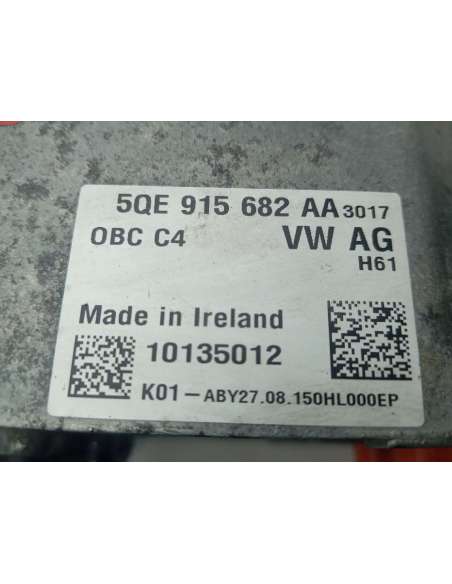 5QE 915 682 AA 3017
OBC C4 VW AG
H61
Made in Ireland
10135012
K01-ABY27.08.150HL000EP